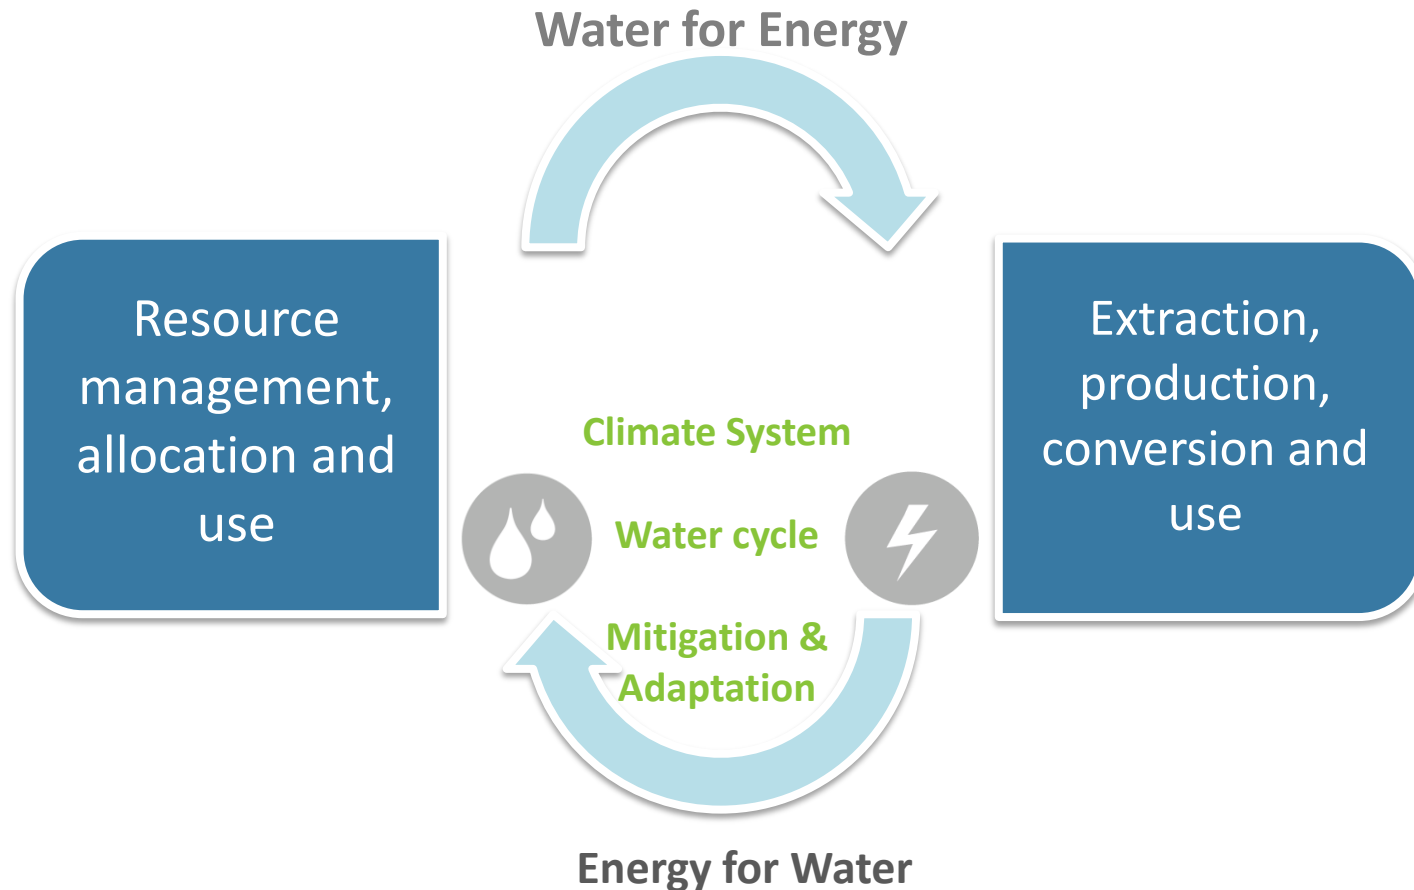 Water for Energy
Resource
management,
allocation and
use
Climate System
Water cycle
Mitigation &
Adaptation
Extraction,
production,
conversion and
use
Energy for Water